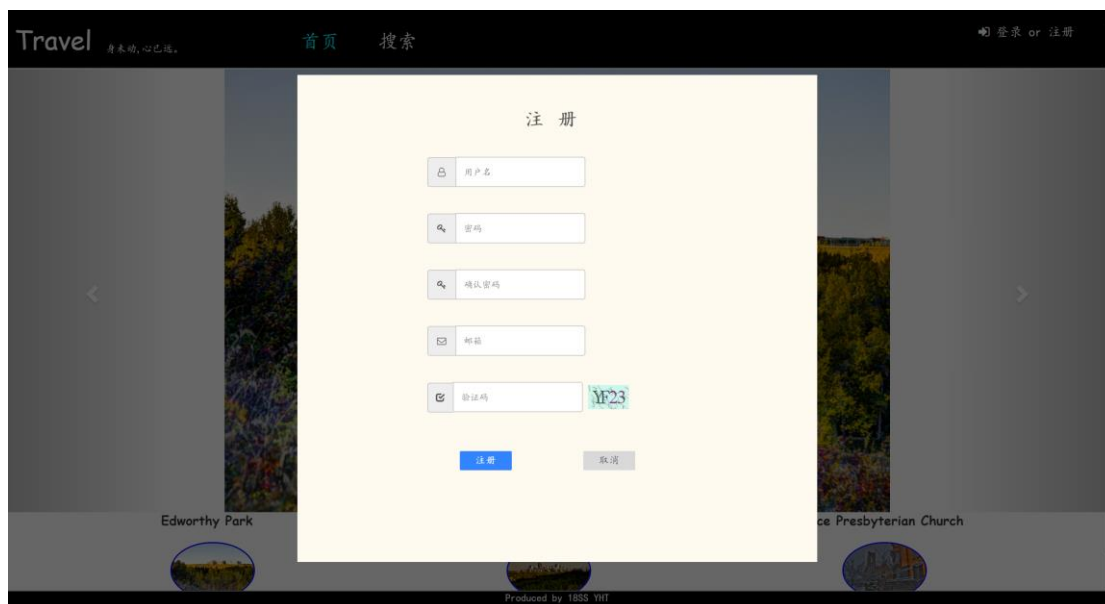 Travel 身未动,心已远。 首页 搜索 登录 or 注册
注 册
用户名
密码
确认密码
邮箱
验证码 YF23
注册 取消
Edworthy Park ce Presbyterian Church
Produced by 18SS YHT